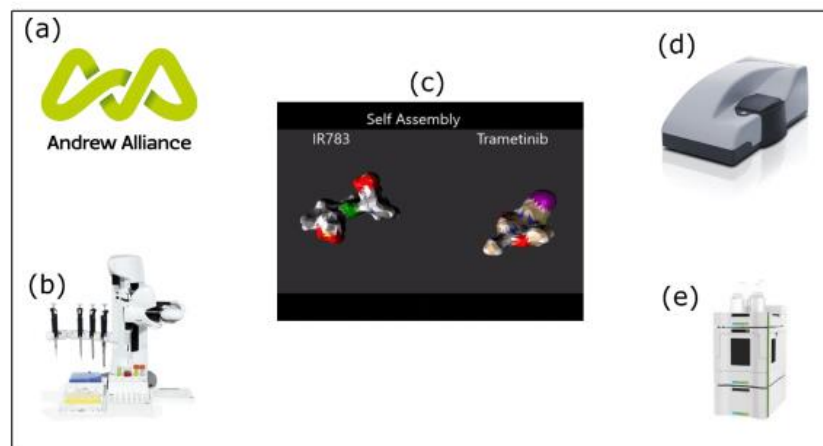 (a)
Andrew Alliance
(b)
(c)
Self Assembly
IR783 Trametinib
(d)
(e)